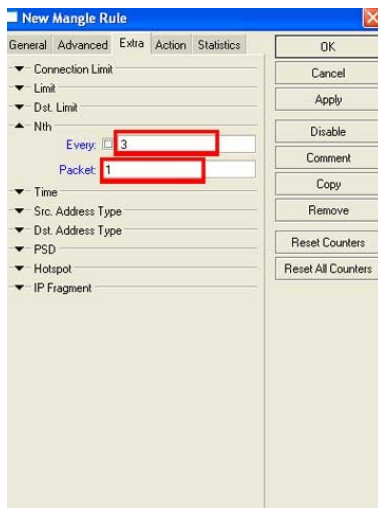 New Mangle Rule
General Advanced Extra Action Statistics
Connection Limit
Limit
Dst. Limit
Nth
Every: 3
Packet: 1
Time
Src. Address Type
Dst. Address Type
PSD
Hotspot
IP Fragment
OK
Cancel
Apply
Disable
Comment
Copy
Remove
Reset Counters
Reset All Counters